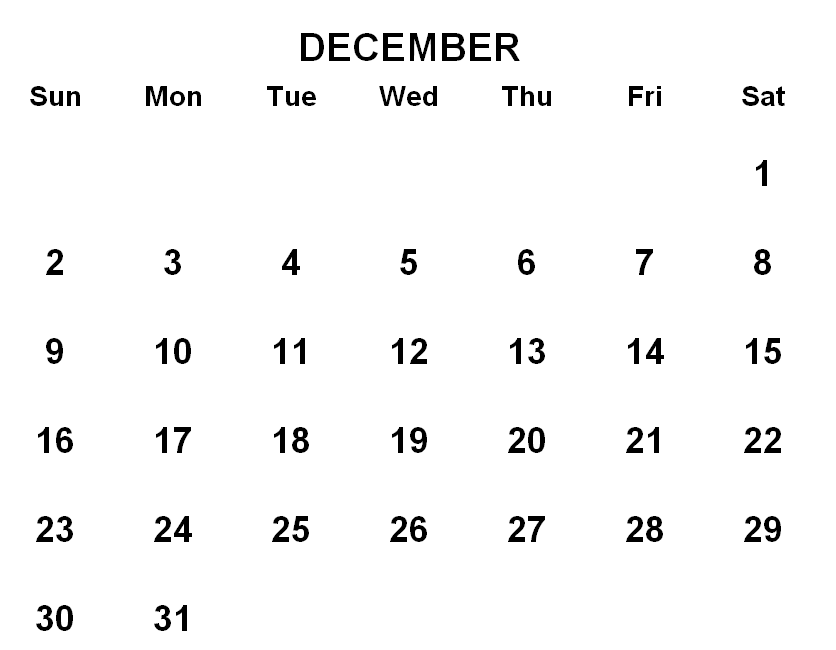 DECEMBER
Sun Mon Tue Wed Thu Fri Sat
1
2 3 4 5 6 7 8
9 10 11 12 13 14 15
16 17 18 19 20 21 22
23 24 25 26 27 28 29
30 31